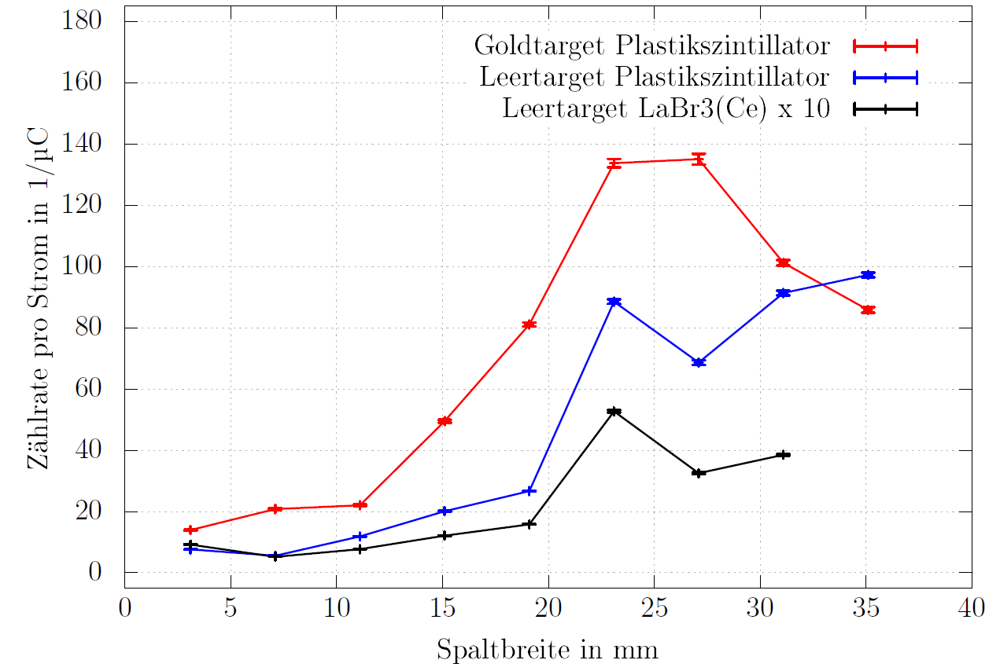 180
160
140
120
100
80
60
40
20
0
Zählrate pro Strom in 1/µC
Goldtarget Plastikszintillator
Leertarget Plastikszintillator
Leertarget LaBr3(Ce) x 10
0 5 10 15 20 25 30 35 40
Spaltbreite in mm